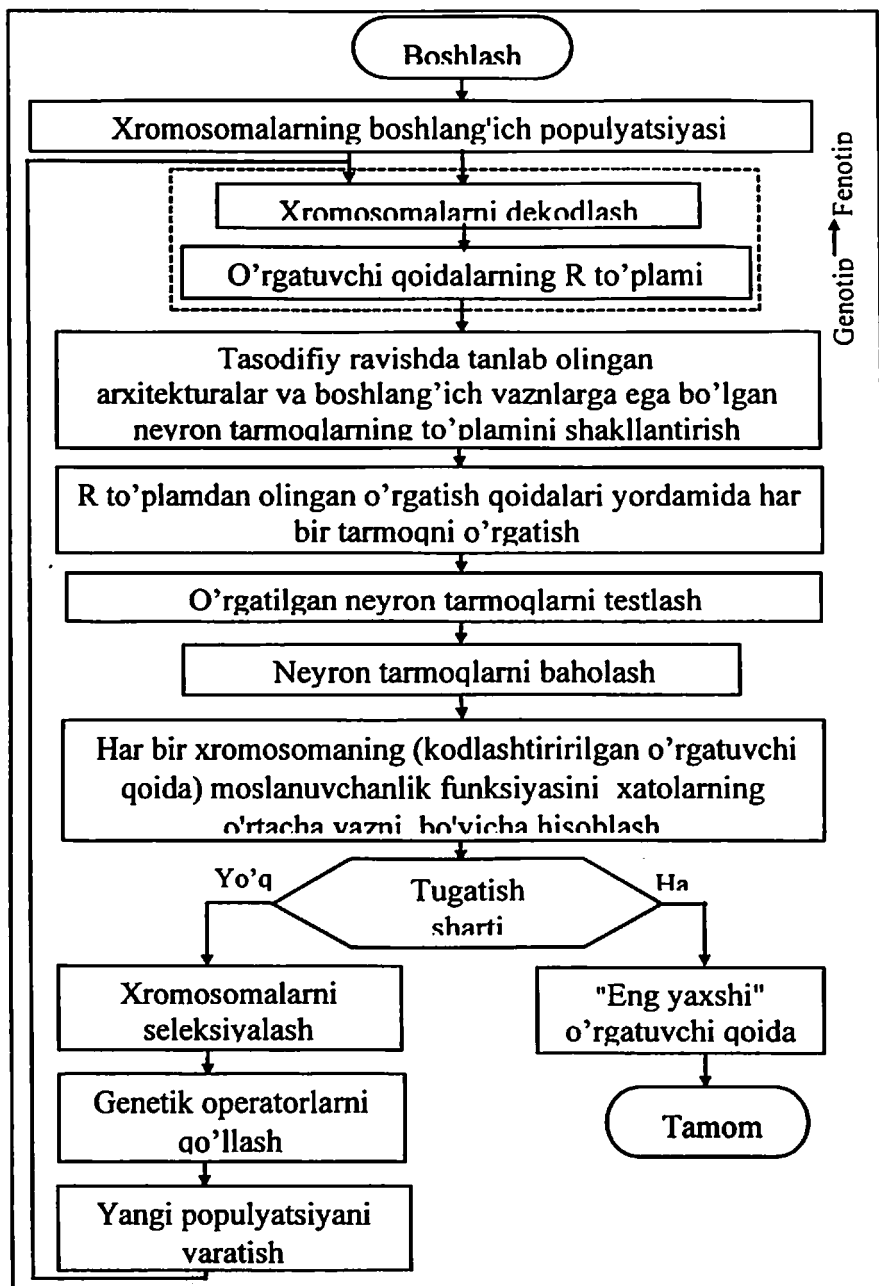 Boshlash
Xromosomalarning boshlang'ich populyatsiyasi
Xromosomalarni dekodlash
O'rgatuvchi qoidalarning R to'plami
Genotip → Fenotip
Tasodifiy ravishda tanlab olingan
arxitekturalar va boshlang'ich vaznlarga ega bo'lgan
neyron tarmoqlarning to'plamini shakllantirish
R to'plamdan olingan o'rgatish qoidalari yordamida har
bir tarmoqni o'rgatish
O'rgatilgan neyron tarmoqlarni testlash
Neyron tarmoqlarni baholash
Har bir xromosomaning (kodlashtiririlgan o'rgatuvchi
qoida) moslanuvchanlik funksiyasini xatolarning
o'rtacha vazni bo'yicha hisoblash
Yo'q
Tugatish
sharti
Ha
Xromosomalarni
seleksiyalash
"Eng yaxshi"
o'rgatuvchi qoida
Genetik operatorlarni
qo'llash
Tamom
Yangi populyatsiyani
yaratish